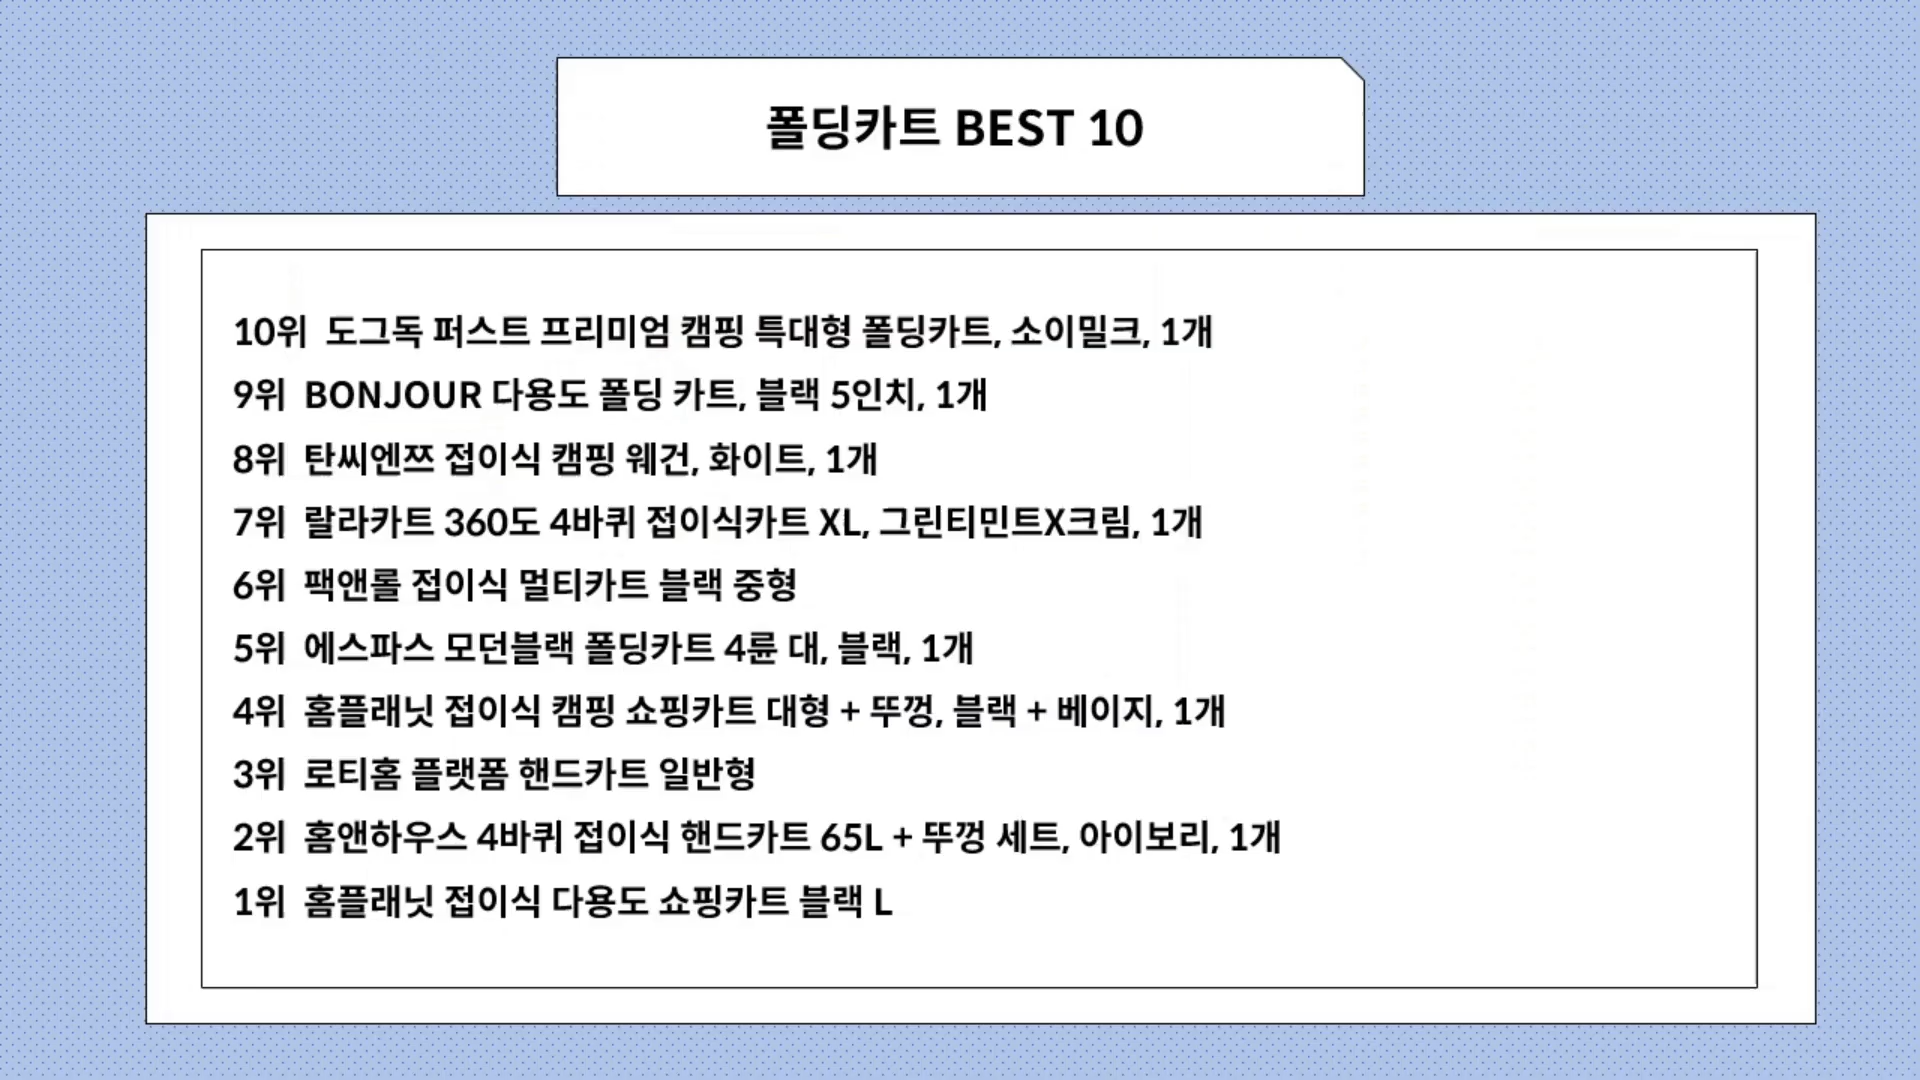 폴딩카트 BEST 10
10위 도그독 퍼스트 프리미엄 캠핑 특대형 폴딩카트, 소이밀크, 1개
9위 BONJOUR 다용도 폴딩 카트, 블랙 5인치, 1개
8위 탄씨엔쯔 접이식 캠핑 웨건, 화이트, 1개
7위 랄라카트 360도 4바퀴 접이식카트 XL, 그린티민트X크림, 1개
6위 팩앤롤 접이식 멀티카트 블랙 중형
5위 에스파스 모던블랙 폴딩카트 4륜 대, 블랙, 1개
4위 홈플래닛 접이식 캠핑 쇼핑카트 대형 + 뚜껑, 블랙 + 베이지, 1개
3위 로티홈 플랫폼 핸드카트 일반형
2위 홈앤하우스 4바퀴 접이식 핸드카트 65L + 뚜껑 세트, 아이보리, 1개
1위 홈플래닛 접이식 다용도 쇼핑카트 블랙 L